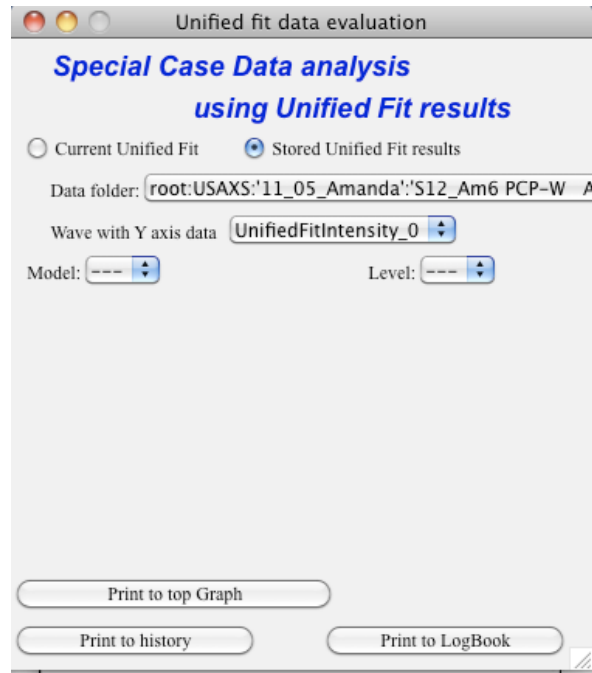 Unified fit data evaluation
Special Case Data analysis
using Unified Fit results
Current Unified Fit Stored Unified Fit results
Data folder: root:USAXS:'11_05_Amanda':'S12_Am6 PCP-W A
Wave with Y axis data UnifiedFitIntensity_0
Model: --- Level: ---
Print to top Graph
Print to history Print to LogBook